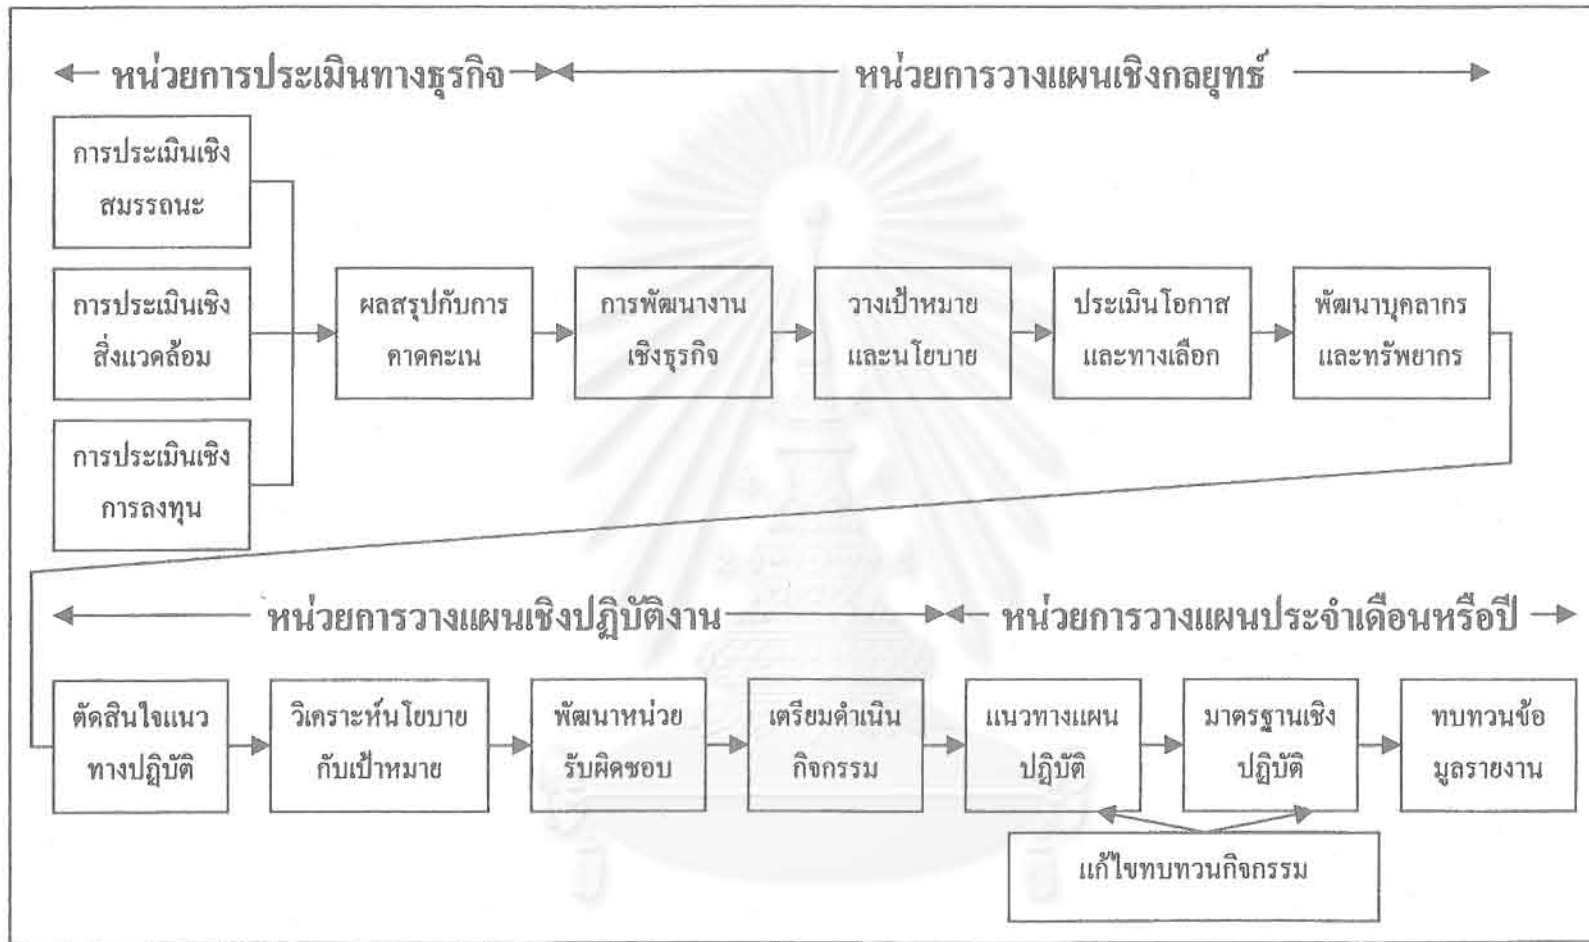 หน่วยการประเมินทางธุรกิจ
หน่วยการวางแผนเชิงกลยุทธ์
การประเมินเชิง
สมรรถนะ
การประเมินเชิง
สิ่งแวดล้อม
การประเมินเชิง
การลงทุน
ผลสรุปกับการ
คาดคะเน
การพัฒนางาน
เชิงธุรกิจ
วางเป้าหมาย
และนโยบาย
ประเมินโอกาส
และทางเลือก
พัฒนาบุคลากร
และทรัพยากร
หน่วยการวางแผนเชิงปฏิบัติงาน
หน่วยการวางแผนประจำเดือนหรือปี
ตัดสินใจแนว
ทางปฏิบัติ
วิเคราะห์นโยบาย
กับเป้าหมาย
พัฒนาหน่วย
รับผิดชอบ
เตรียมดำเนิน
กิจกรรม
แนวทางแผน
ปฏิบัติ
มาตรฐานเชิง
ปฏิบัติ
ทบทวนข้อ
มูลรายงาน
แก้ไขทบทวนกิจกรรม